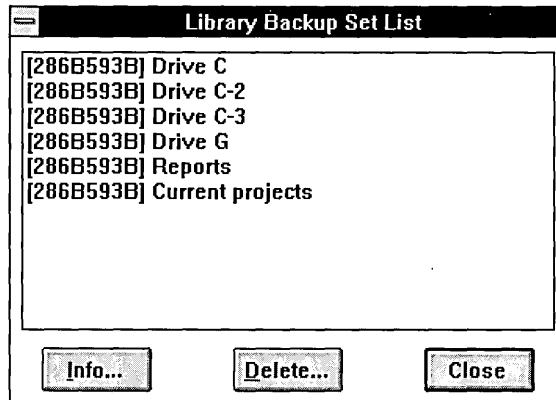 Library Backup Set List
[286B593B] Drive C
[286B593B] Drive C-2
[286B593B] Drive C-3
[286B593B] Drive G
[286B593B] Reports
[286B593B] Current projects
Info... Delete... Close